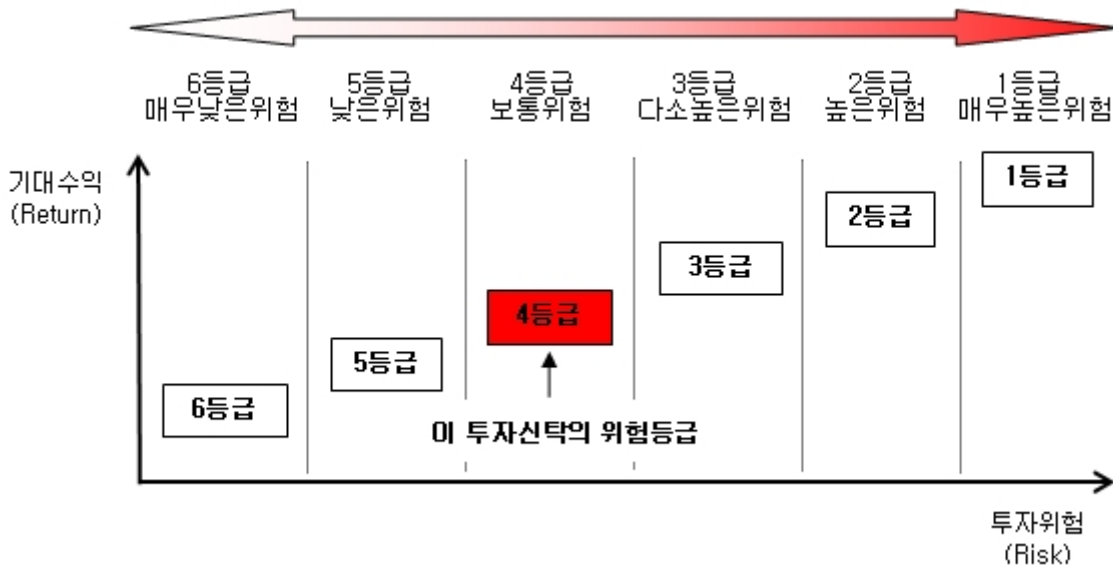 6등급 5등급 4등급 3등급 2등급 1등급
매우낮은위험 낮은위험 보통위험 다소높은위험 높은위험 매우높은위험
기대수익
(Return)
1등급
2등급
3등급
4등급
5등급
6등급
이 투자신탁의 위험등급
투자위험
(Risk)